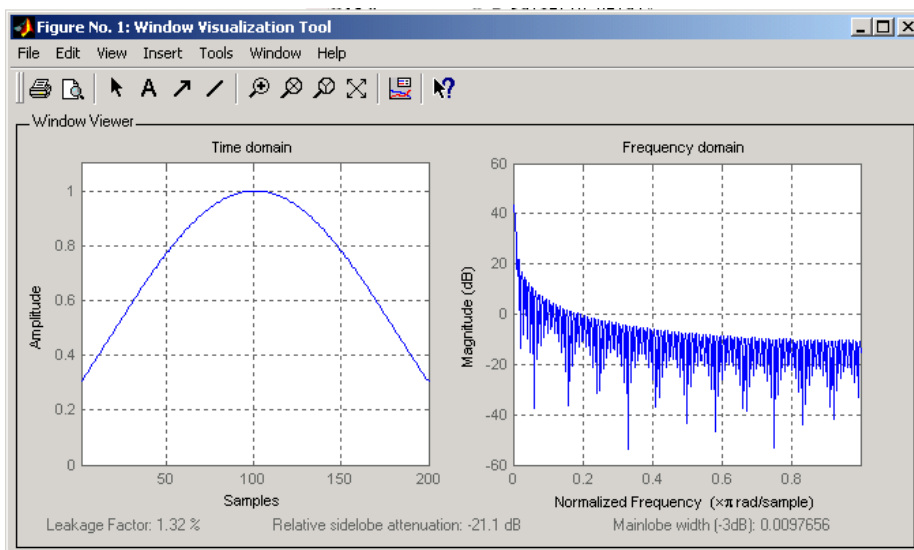 Figure No. 1: Window Visualization Tool
File Edit View Insert Tools Window Help
Window Viewer
Time domain
Frequency domain
1
0.8
0.6
0.4
0.2
0
50
100
150
200
Amplitude
Samples
60
40
20
0
-20
-40
-60
0
0.2
0.4
0.6
0.8
Magnitude (dB)
Normalized Frequency (×π rad/sample)
Leakage Factor: 1.32 %
Relative sidelobe attenuation: -21.1 dB
Mainlobe width (-3dB): 0.0097656